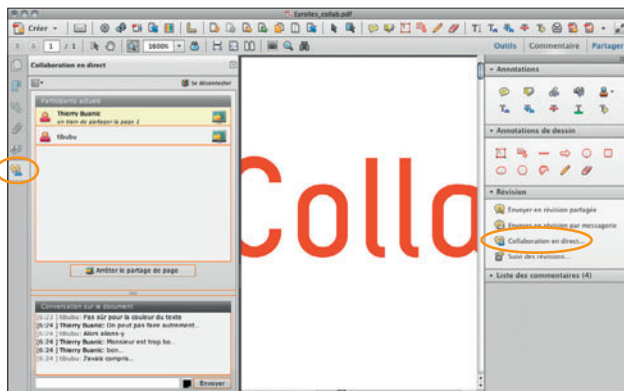 Eyrolles_collab.pdf
Créer
1 / 1
1600%
Outils
Commentaire
Partager
Collaboration en direct
Se déconnecter
Participants actuels
Thierry Buanic
en train de partager la page 1
tibubu
Arrêter le partage de page
Conversation sur le document
[6:23 ] tibubu: Pas sûr pour la couleur du texte
[6:24 ] Thierry Buanic: On peut pas faire autrement...
[6:24 ] tibubu: Alors allons-y
[6:24 ] Thierry Buanic: Monsieur est trop bo...
[6:24 ] Thierry Buanic: bon...
[6:24 ] tibubu: J'avais compris...
Envoyer
Colla
Annotations
Annotations de dessin
Révision
Envoyer en révision partagée
Envoyer en révision par messagerie
Collaboration en direct...
Suivi des révisions...
Liste des commentaires (4)